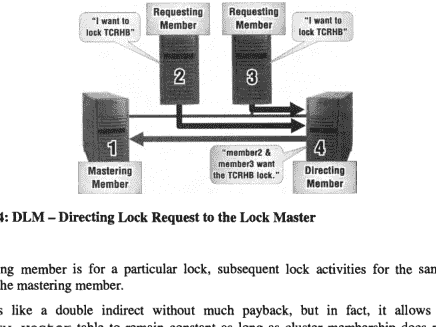 Requesting
Member
Requesting
Member
"I want to
lock TCRHB"
"I want to
lock TCRHB"
2
3
1
4
"member2 &
member3 want
the TCRHB lock."
Mastering
Member
Directing
Member
4: DLM – Directing Lock Request to the Lock Master
ng member is for a particular lock, subsequent lock activities for the sam
he mastering member.
s like a double indirect without much payback, but in fact, it allows
table to remain constant as long as cluster membership does